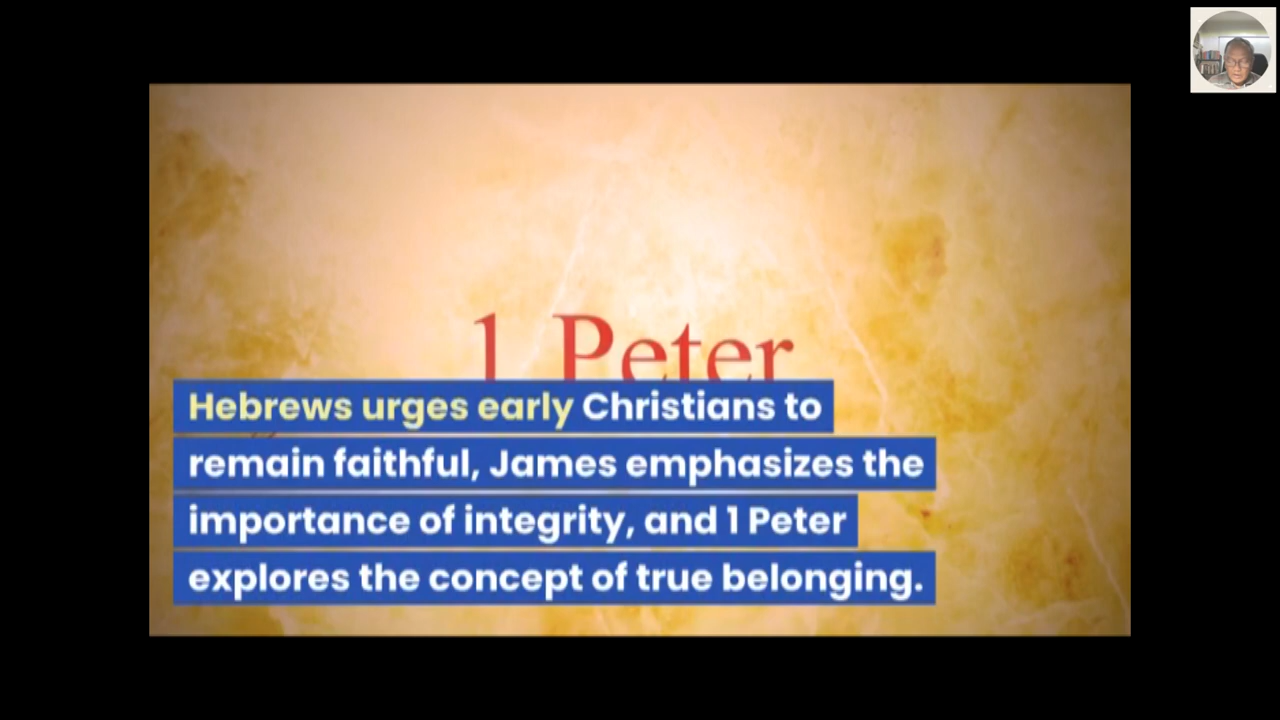 1 Peter
Hebrews urges early Christians to
remain faithful, James emphasizes the
importance of integrity, and 1 Peter
explores the concept of true belonging.